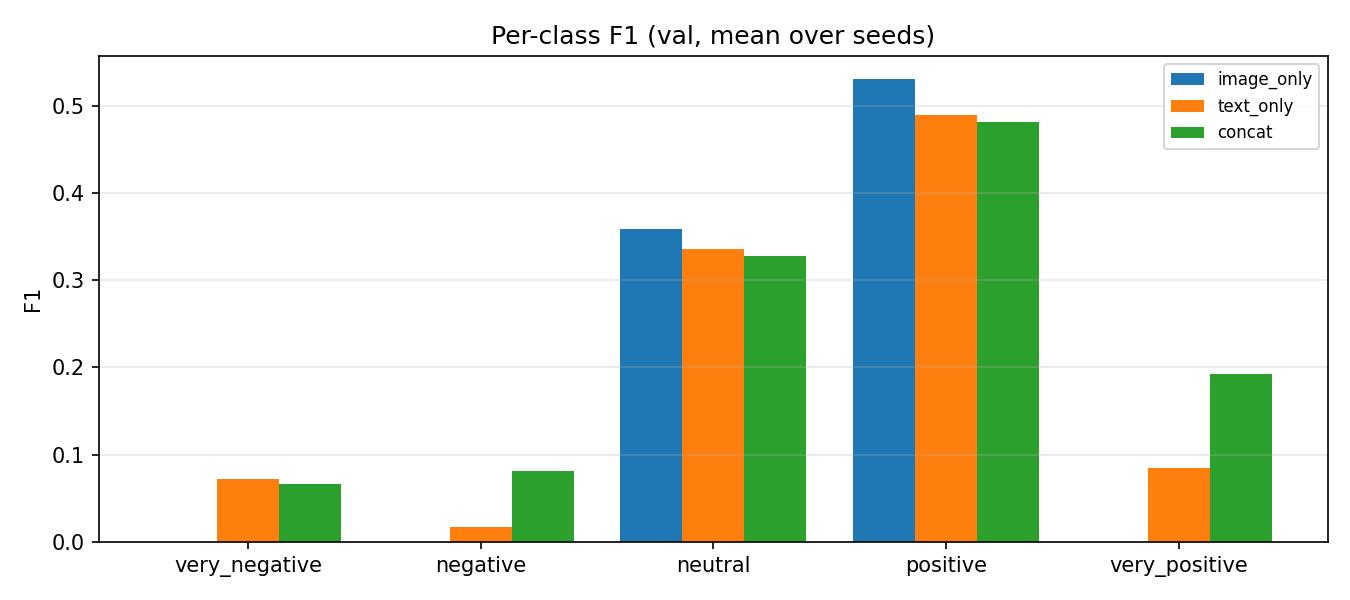 Per-class F1 (val, mean over seeds)
image_only
text_only
concat
0.5
0.4
0.3
0.2
0.1
0.0
F1
very_negative negative neutral positive very_positive